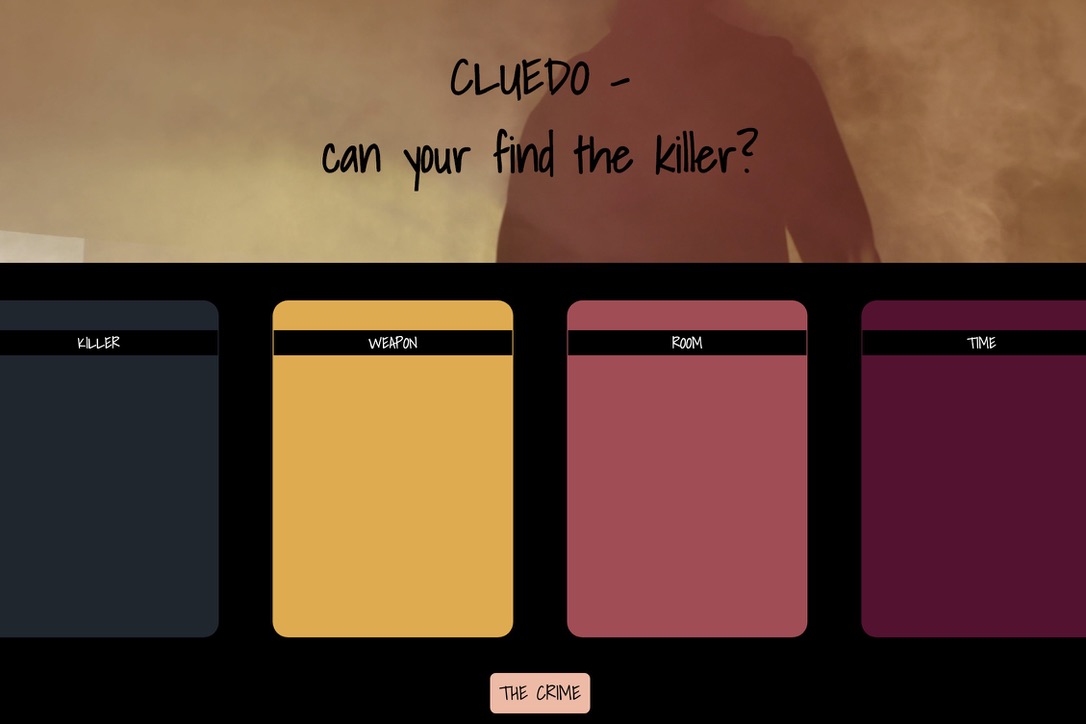 CLUEDO -
can your find the killer?
KILLER
WEAPON
ROOM
TIME
THE CRIME